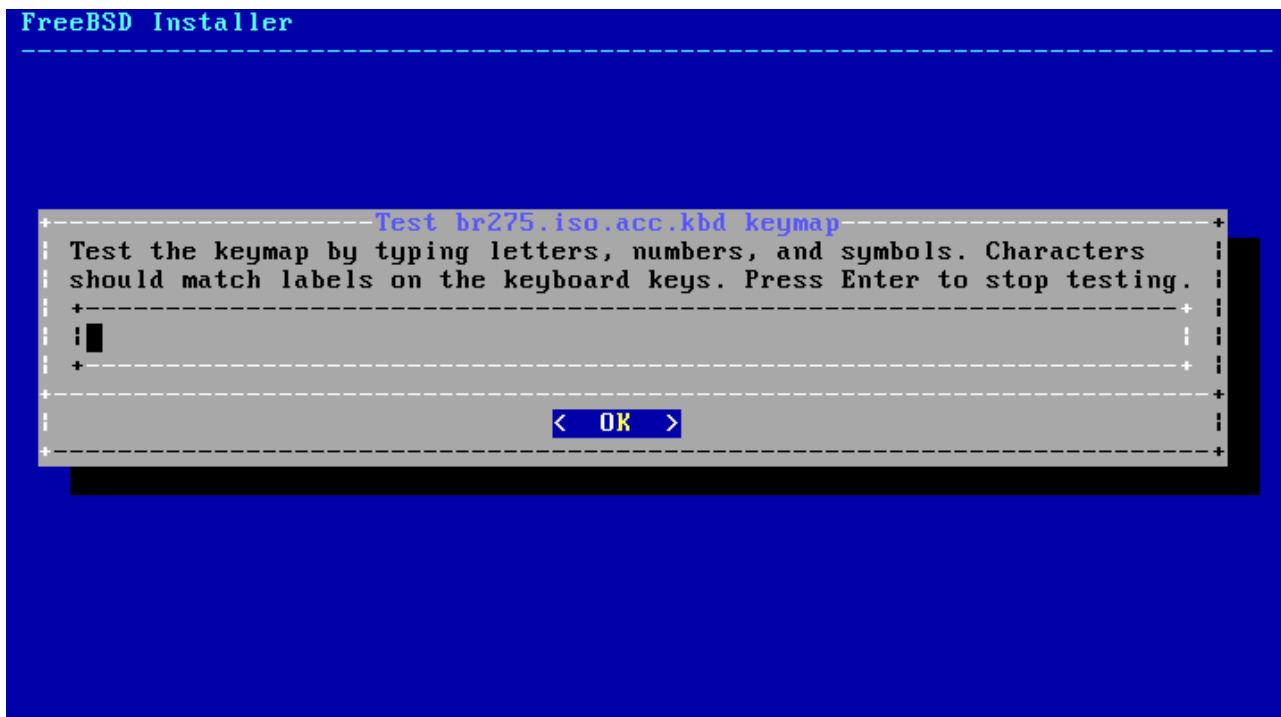 FreeBSD Installer
Test br275.iso.acc.kbd keymap
Test the keymap by typing letters, numbers, and symbols. Characters
should match labels on the keyboard keys. Press Enter to stop testing.
< OK >